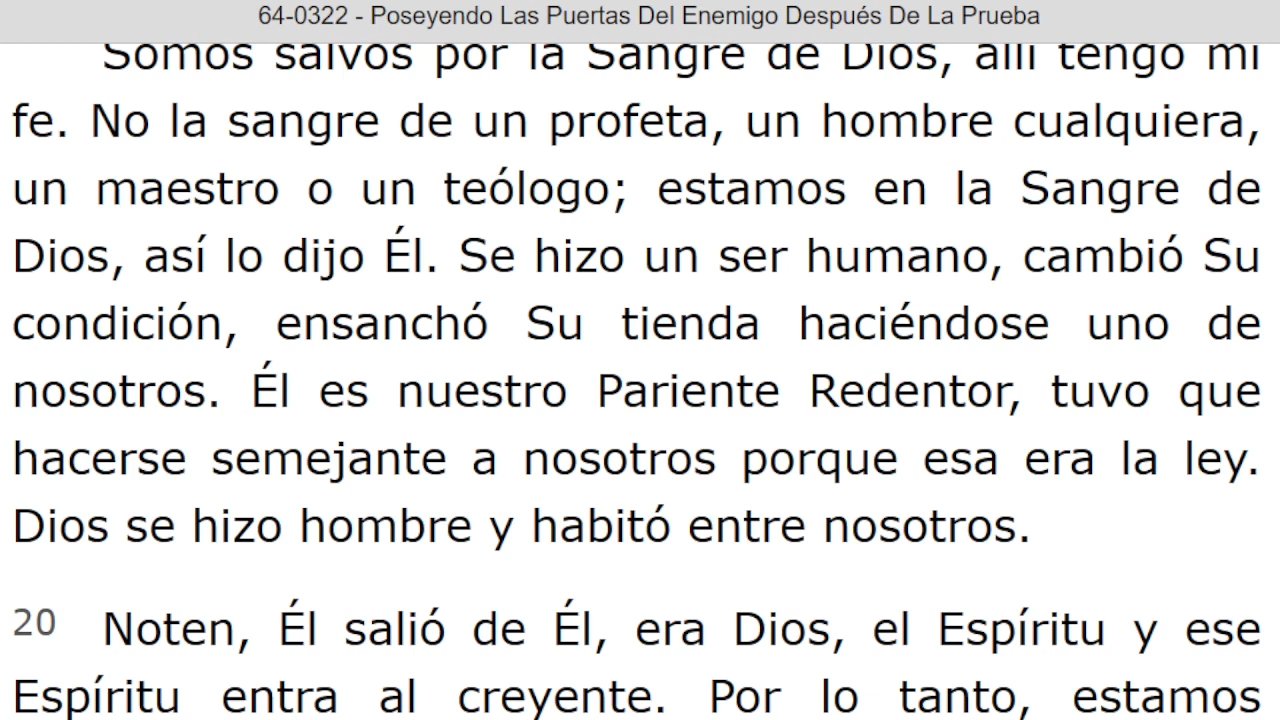 64-0322 - Poseyendo Las Puertas Del Enemigo Después De La Prueba
Somos salvos por la Sangre de Dios, allí tengo mi
fe. No la sangre de un profeta, un hombre cualquiera,
un maestro o un teólogo; estamos en la Sangre de
Dios, así lo dijo Él. Se hizo un ser humano, cambió Su
condición, ensanchó Su tienda haciéndose uno de
nosotros. Él es nuestro Pariente Redentor, tuvo que
hacerse semejante a nosotros porque esa era la ley.
Dios se hizo hombre y habitó entre nosotros.
20 Noten, Él salió de Él, era Dios, el Espíritu y ese
Espíritu entra al creyente. Por lo tanto, estamos